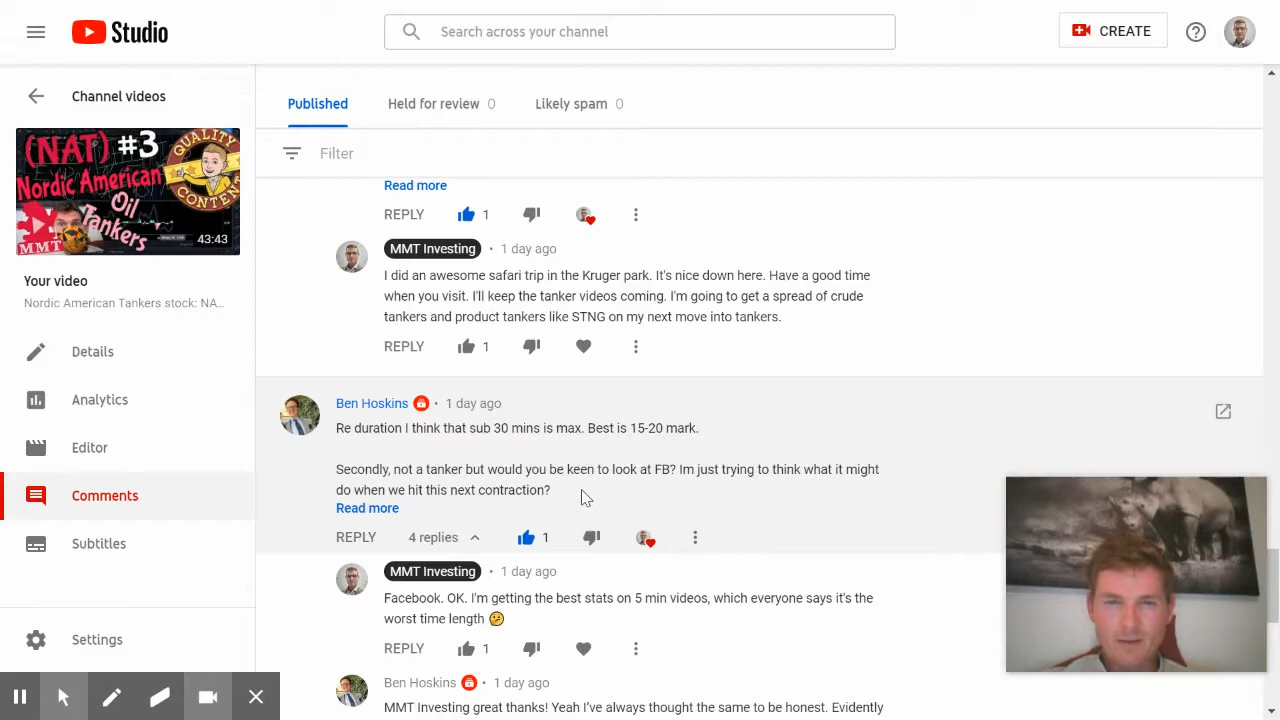 Studio
Search across your channel
CREATE
Channel videos
(NAT) #3
Nordic American
Oil
Tankers
QUALITY
CONTENT
MMT
43:43
Your video
Nordic American Tankers stock: NA...
Details
Analytics
Editor
Comments
Subtitles
Settings
Published
Held for review 0
Likely spam 0
Filter
Read more
REPLY 1
MMT Investing • 1 day ago
I did an awesome safari trip in the Kruger park. It's nice down here. Have a good time
when you visit. I'll keep the tanker videos coming. I'm going to get a spread of crude
tankers and product tankers like STNG on my next move into tankers.
REPLY 1
Ben Hoskins • 1 day ago
Re duration I think that sub 30 mins is max. Best is 15-20 mark.
Secondly, not a tanker but would you be keen to look at FB? Im just trying to think what it might
do when we hit this next contraction?
Read more
REPLY 4 replies 1
MMT Investing • 1 day ago
Facebook. OK. I'm getting the best stats on 5 min videos, which everyone says it's the
worst time length 🤔
REPLY 1
Ben Hoskins • 1 day ago
MMT Investing great thanks! Yeah I've always thought the same to be honest. Evidently